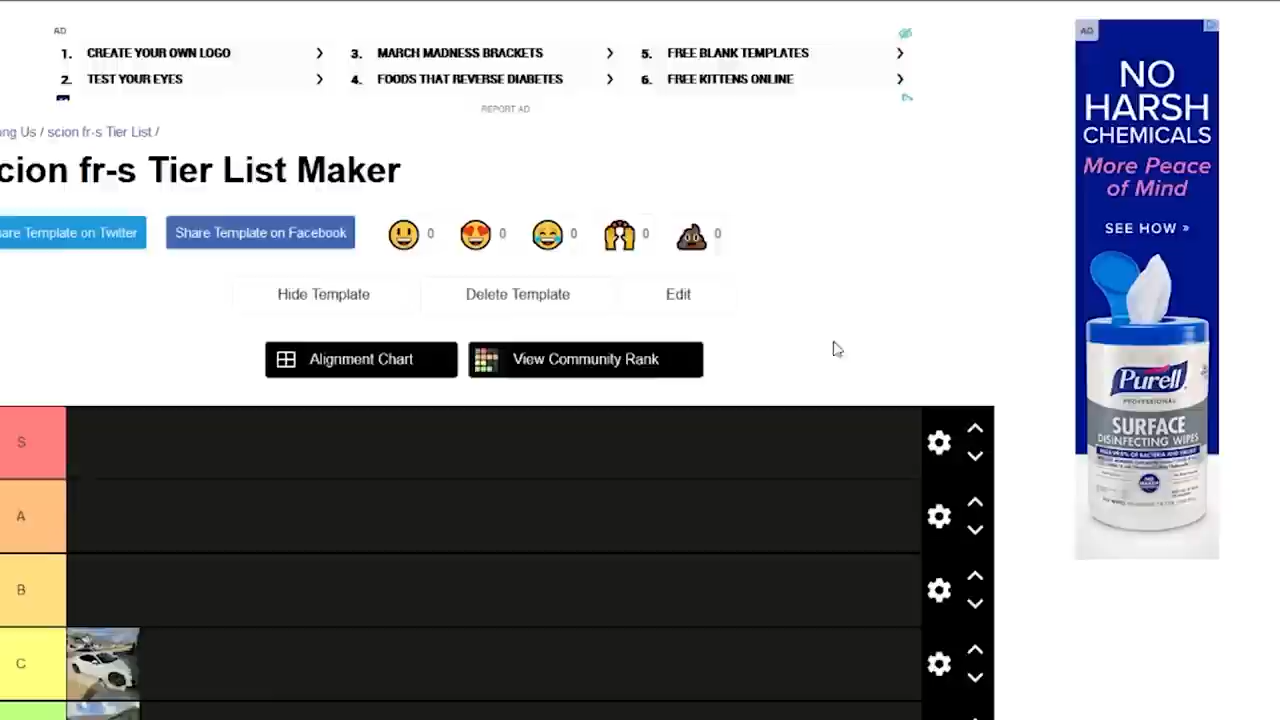 AD
1. CREATE YOUR OWN LOGO
2. TEST YOUR EYES
3. MARCH MADNESS BRACKETS
4. FOODS THAT REVERSE DIABETES
5. FREE BLANK TEMPLATES
6. FREE KITTENS ONLINE
REPORT AD
ng Us / scion fr-s Tier List /
cion fr-s Tier List Maker
are Template on Twitter
Share Template on Facebook
0
0
0
0
0
Hide Template
Delete Template
Edit
Alignment Chart
View Community Rank
S
A
B
C
AD
NO
HARSH
CHEMICALS
More Peace
of Mind
SEE HOW »
Purell
PROFESSIONAL
SURFACE
DISINFECTING WIPES